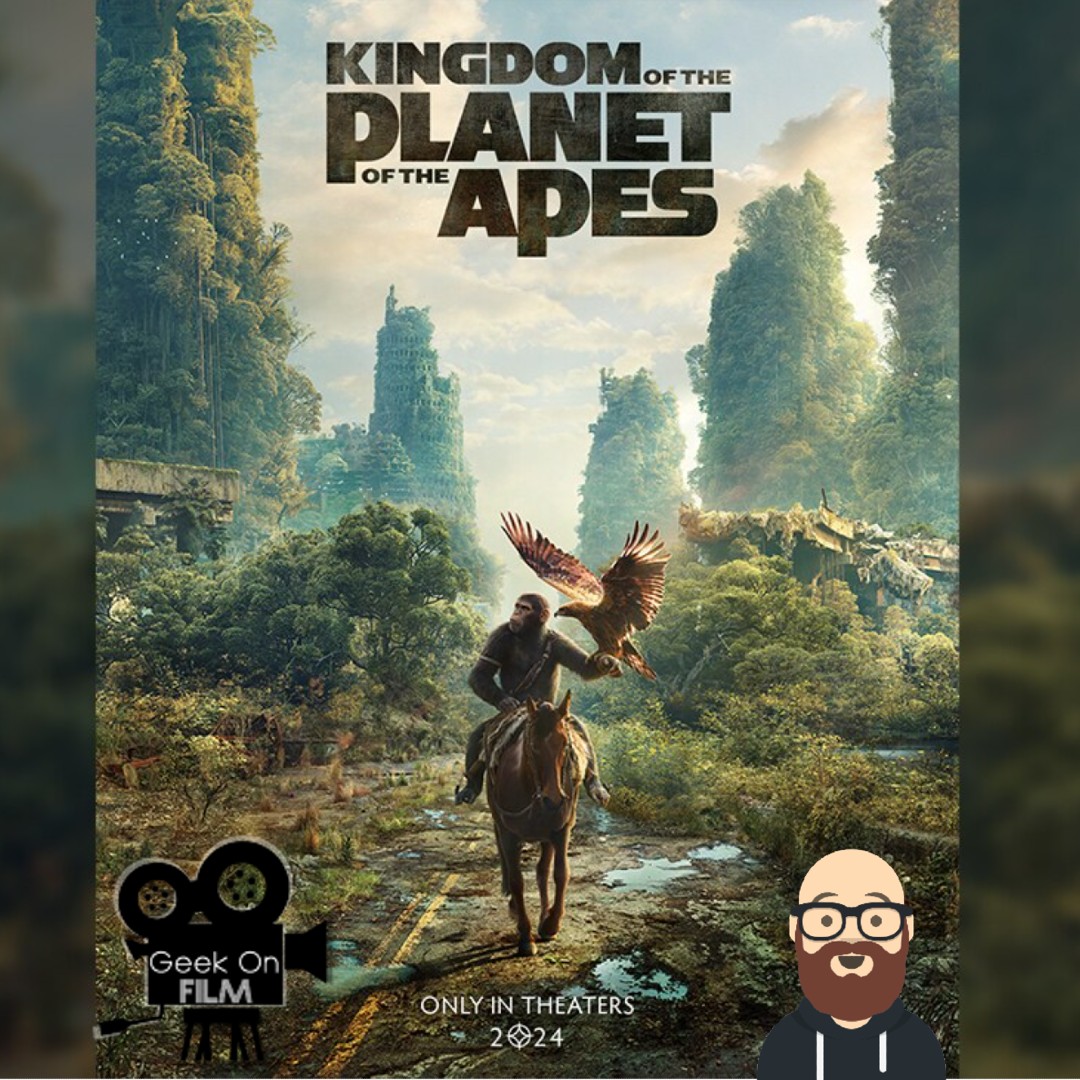 KINGDOM OF THE
PLANET
OF THE APES
Geek On
FILM
ONLY IN THEATERS
2024